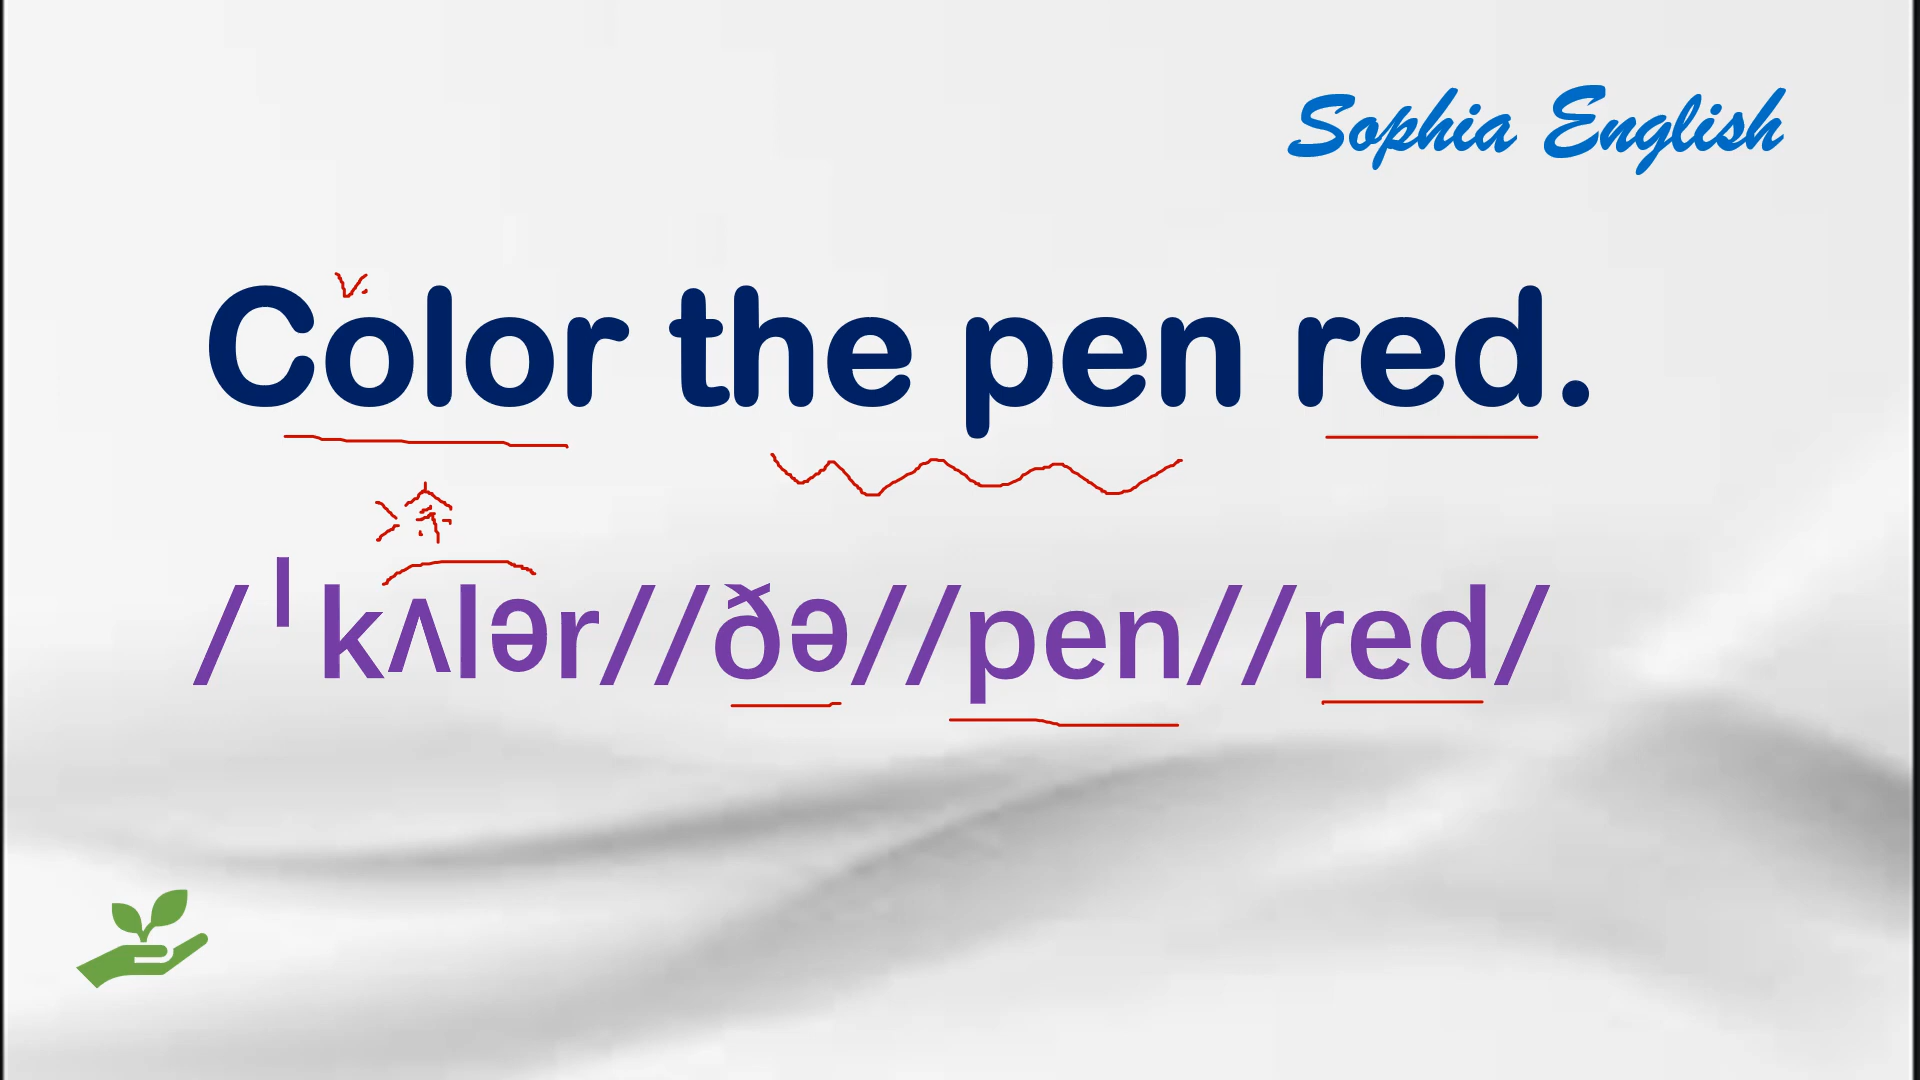 Sophia English
v.
Color the pen red.
涂
/ˈkʌlər//ðə//pen//red/